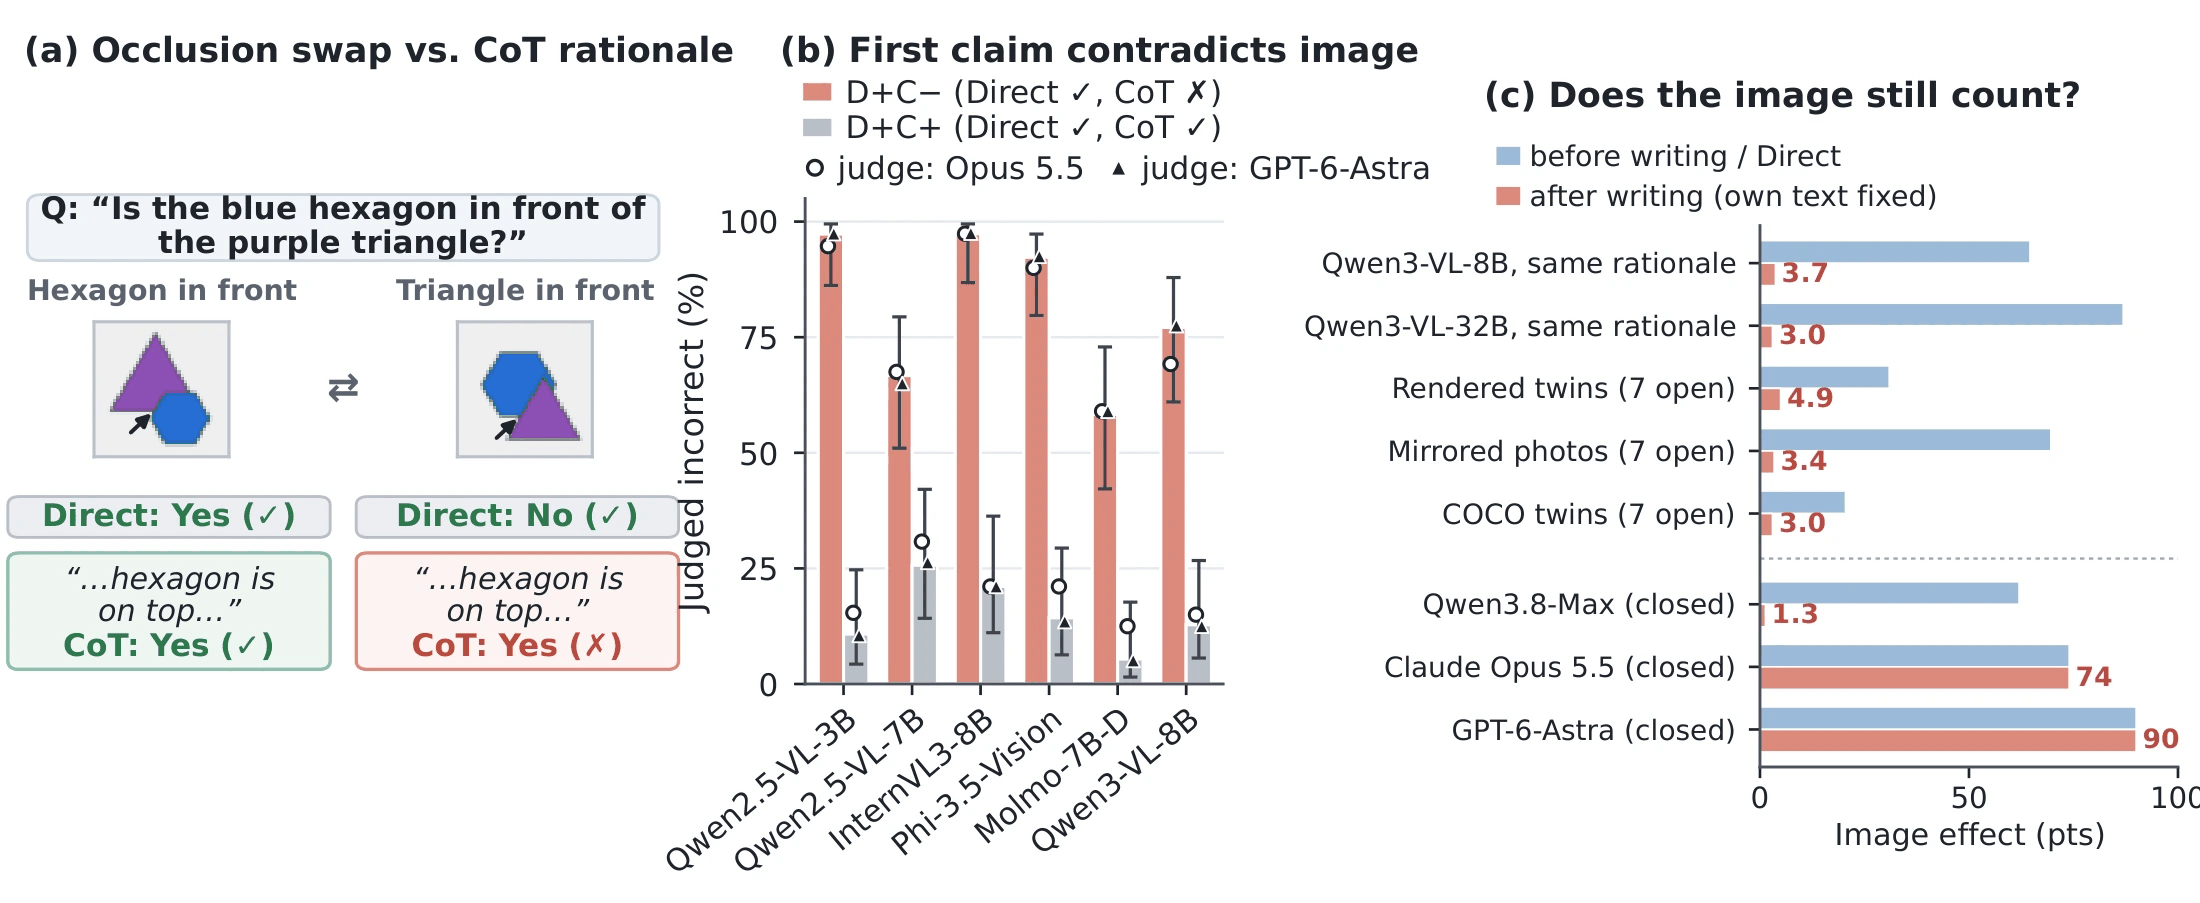 (a) Occlusion swap vs. CoT rationale
Q: “Is the blue hexagon in front of
the purple triangle?”
Hexagon in front
Triangle in front
⇄
Direct: Yes (✓)
Direct: No (✓)
“...hexagon is
on top...”
CoT: Yes (✓)
“...hexagon is
on top...”
CoT: Yes (✗)
(b) First claim contradicts image
D+C− (Direct ✓, CoT ✗)
D+C+ (Direct ✓, CoT ✓)
judge: Opus 5.5
judge: GPT-6-Astra
Judged incorrect (%)
100
75
50
25
0
Qwen2.5-VL-3B
Qwen2.5-VL-7B
InternVL3-8B
Phi-3.5-Vision
Molmo-7B-D
Qwen3-VL-8B
(c) Does the image still count?
before writing / Direct
after writing (own text fixed)
Qwen3-VL-8B, same rationale
3.7
Qwen3-VL-32B, same rationale
3.0
Rendered twins (7 open)
4.9
Mirrored photos (7 open)
3.4
COCO twins (7 open)
3.0
Qwen3.8-Max (closed)
1.3
Claude Opus 5.5 (closed)
74
GPT-6-Astra (closed)
90
0
50
100
Image effect (pts)